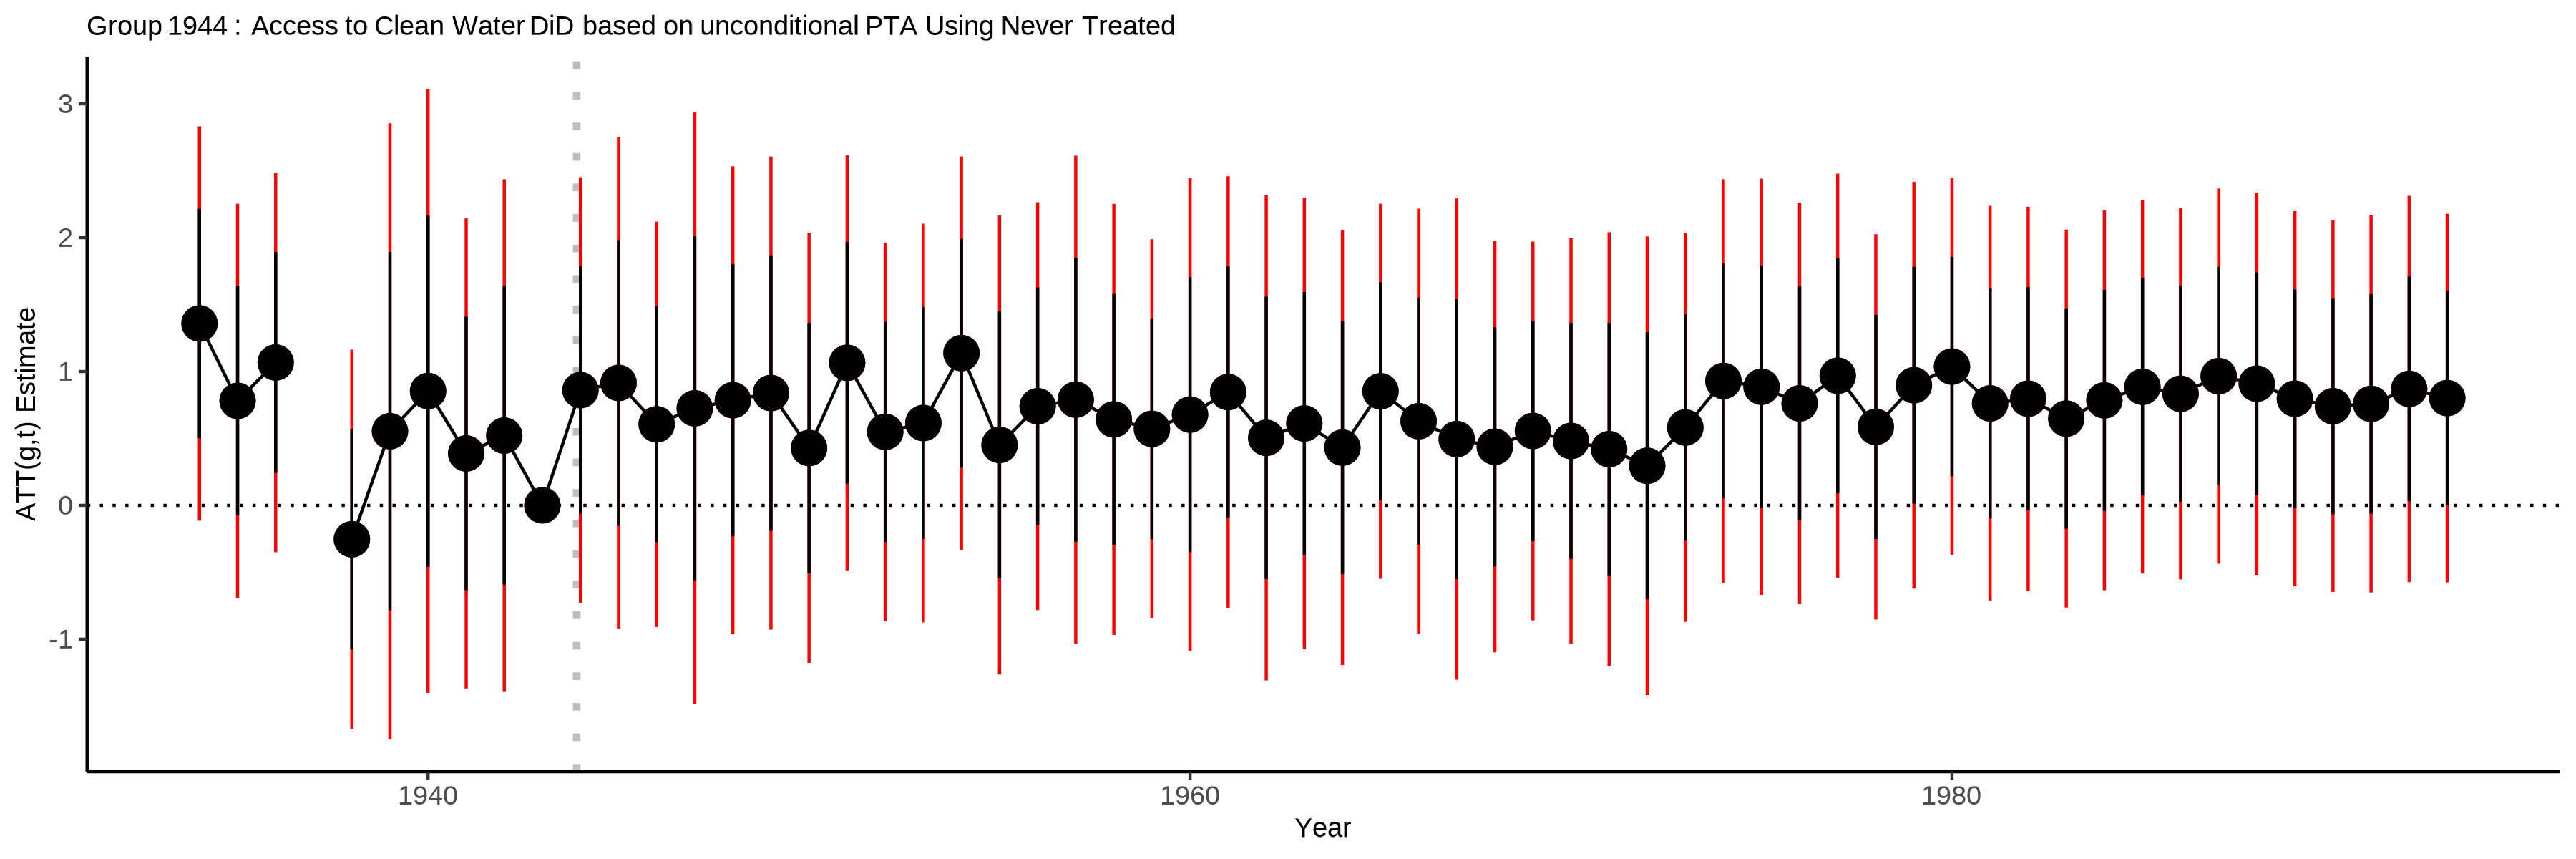 Group 1944 : Access to Clean Water DiD based on unconditional PTA Using Never Treated
ATT(g,t) Estimate
3
2
1
0
-1
1940
1960
1980
Year